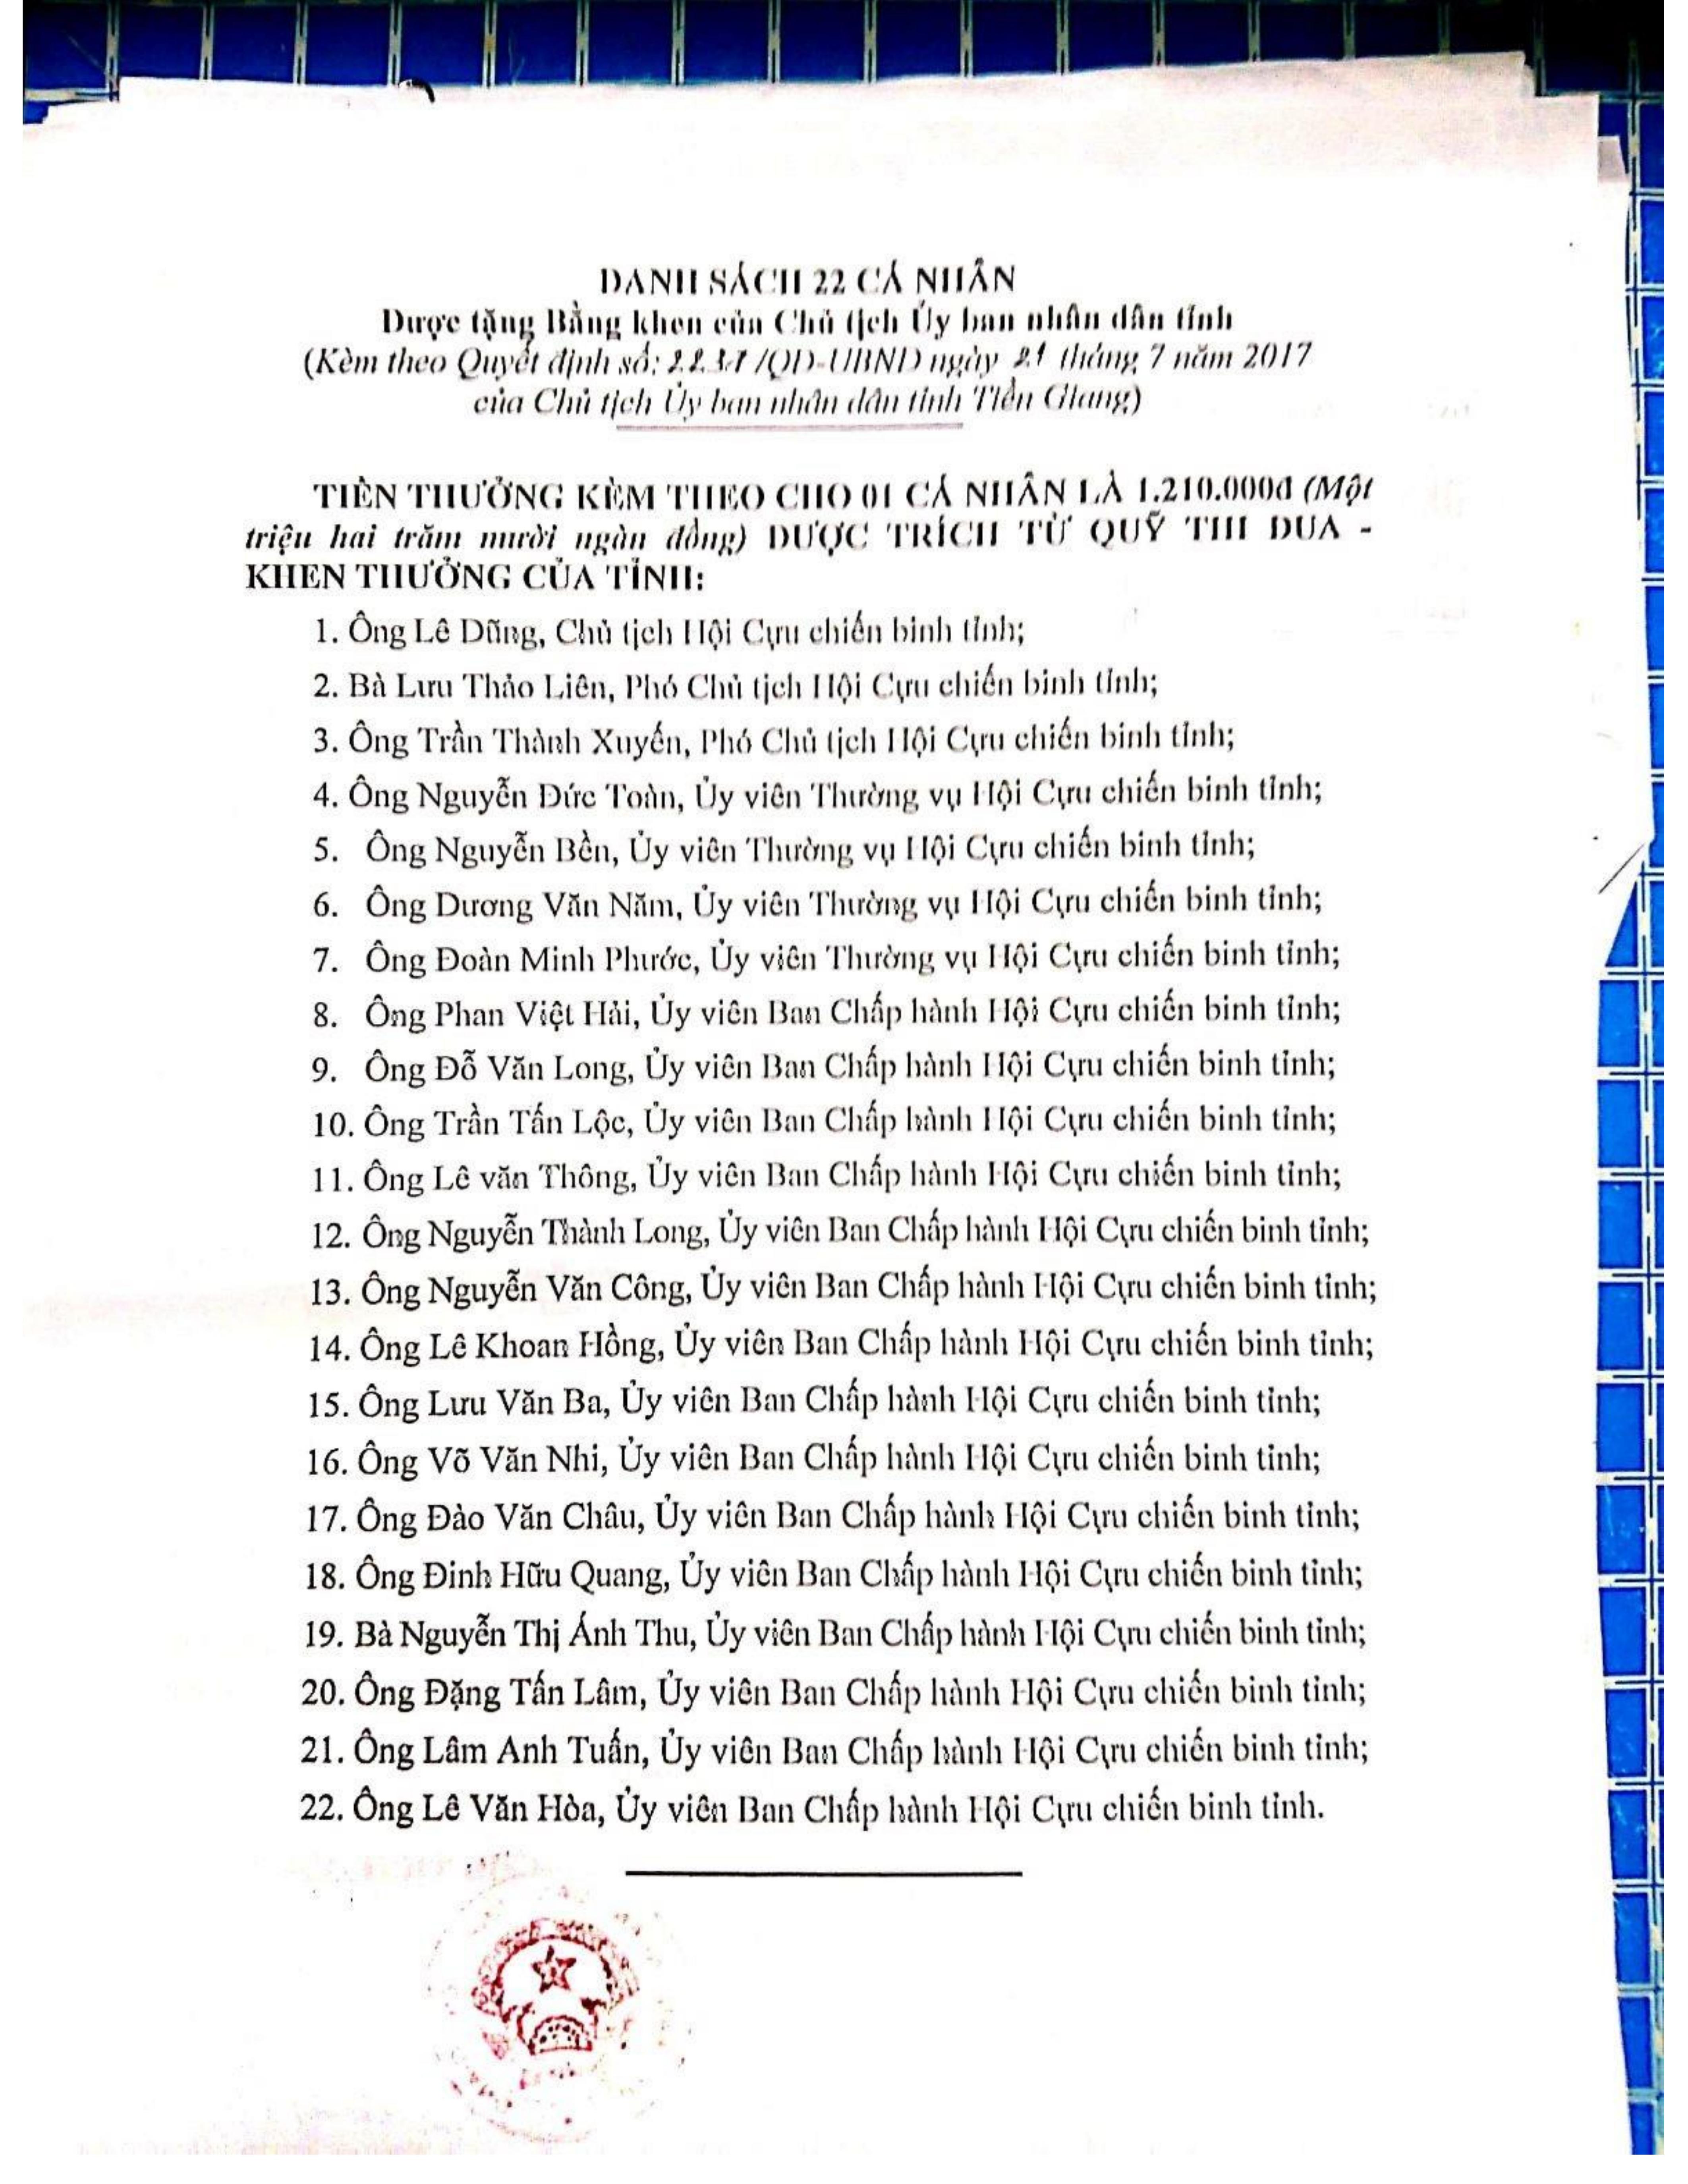 DANH SÁCH 22 CÁ NHÂN
Được tặng Bằng khen của Chủ tịch Ủy ban nhân dân tỉnh
(Kèm theo Quyết định số: /QĐ-UBND ngày 21 tháng 7 năm 2017
của Chủ tịch Ủy ban nhân dân tỉnh Tiền Giang)
TIỀN THƯỞNG KÈM THEO CHO 01 CÁ NHÂN LÀ 1.210.000đ (Một
triệu hai trăm mười ngàn đồng) ĐƯỢC TRÍCH TỪ QUỸ THI ĐUA -
KHEN THƯỞNG CỦA TỈNH:
1. Ông Lê Dũng, Chủ tịch Hội Cựu chiến binh tỉnh;
2. Bà Lưu Thảo Liên, Phó Chủ tịch Hội Cựu chiến binh tỉnh;
3. Ông Trần Thành Xuyến, Phó Chủ tịch Hội Cựu chiến binh tỉnh;
4. Ông Nguyễn Đức Toàn, Ủy viên Thường vụ Hội Cựu chiến binh tỉnh;
5. Ông Nguyễn Bền, Ủy viên Thường vụ Hội Cựu chiến binh tỉnh;
6. Ông Dương Văn Năm, Ủy viên Thường vụ Hội Cựu chiến binh tỉnh;
7. Ông Đoàn Minh Phước, Ủy viên Thường vụ Hội Cựu chiến binh tỉnh;
8. Ông Phan Việt Hải, Ủy viên Ban Chấp hành Hội Cựu chiến binh tỉnh;
9. Ông Đỗ Văn Long, Ủy viên Ban Chấp hành Hội Cựu chiến binh tỉnh;
10. Ông Trần Tấn Lộc, Ủy viên Ban Chấp hành Hội Cựu chiến binh tỉnh;
11. Ông Lê văn Thông, Ủy viên Ban Chấp hành Hội Cựu chiến binh tỉnh;
12. Ông Nguyễn Thành Long, Ủy viên Ban Chấp hành Hội Cựu chiến binh tỉnh;
13. Ông Nguyễn Văn Công, Ủy viên Ban Chấp hành Hội Cựu chiến binh tỉnh;
14. Ông Lê Khoan Hồng, Ủy viên Ban Chấp hành Hội Cựu chiến binh tỉnh;
15. Ông Lưu Văn Ba, Ủy viên Ban Chấp hành Hội Cựu chiến binh tỉnh;
16. Ông Võ Văn Nhi, Ủy viên Ban Chấp hành Hội Cựu chiến binh tỉnh;
17. Ông Đào Văn Châu, Ủy viên Ban Chấp hành Hội Cựu chiến binh tỉnh;
18. Ông Đinh Hữu Quang, Ủy viên Ban Chấp hành Hội Cựu chiến binh tỉnh;
19. Bà Nguyễn Thị Ánh Thu, Ủy viên Ban Chấp hành Hội Cựu chiến binh tỉnh;
20. Ông Đặng Tấn Lâm, Ủy viên Ban Chấp hành Hội Cựu chiến binh tỉnh;
21. Ông Lâm Anh Tuấn, Ủy viên Ban Chấp hành Hội Cựu chiến binh tỉnh;
22. Ông Lê Văn Hòa, Ủy viên Ban Chấp hành Hội Cựu chiến binh tỉnh.